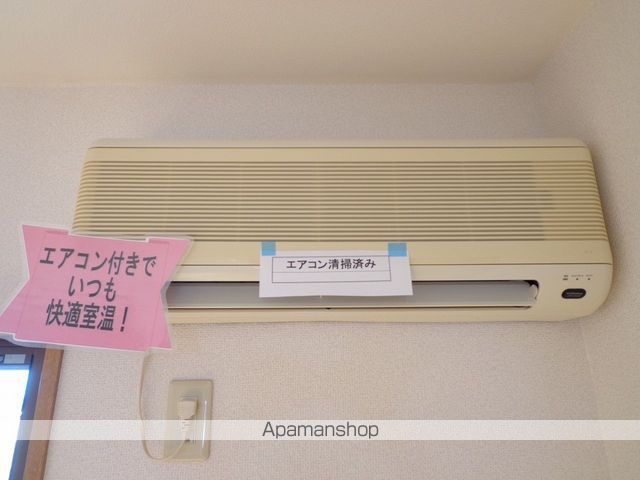 エアコン清掃済み
エアコン付きで
いつも
快適室温！
Apamanshop